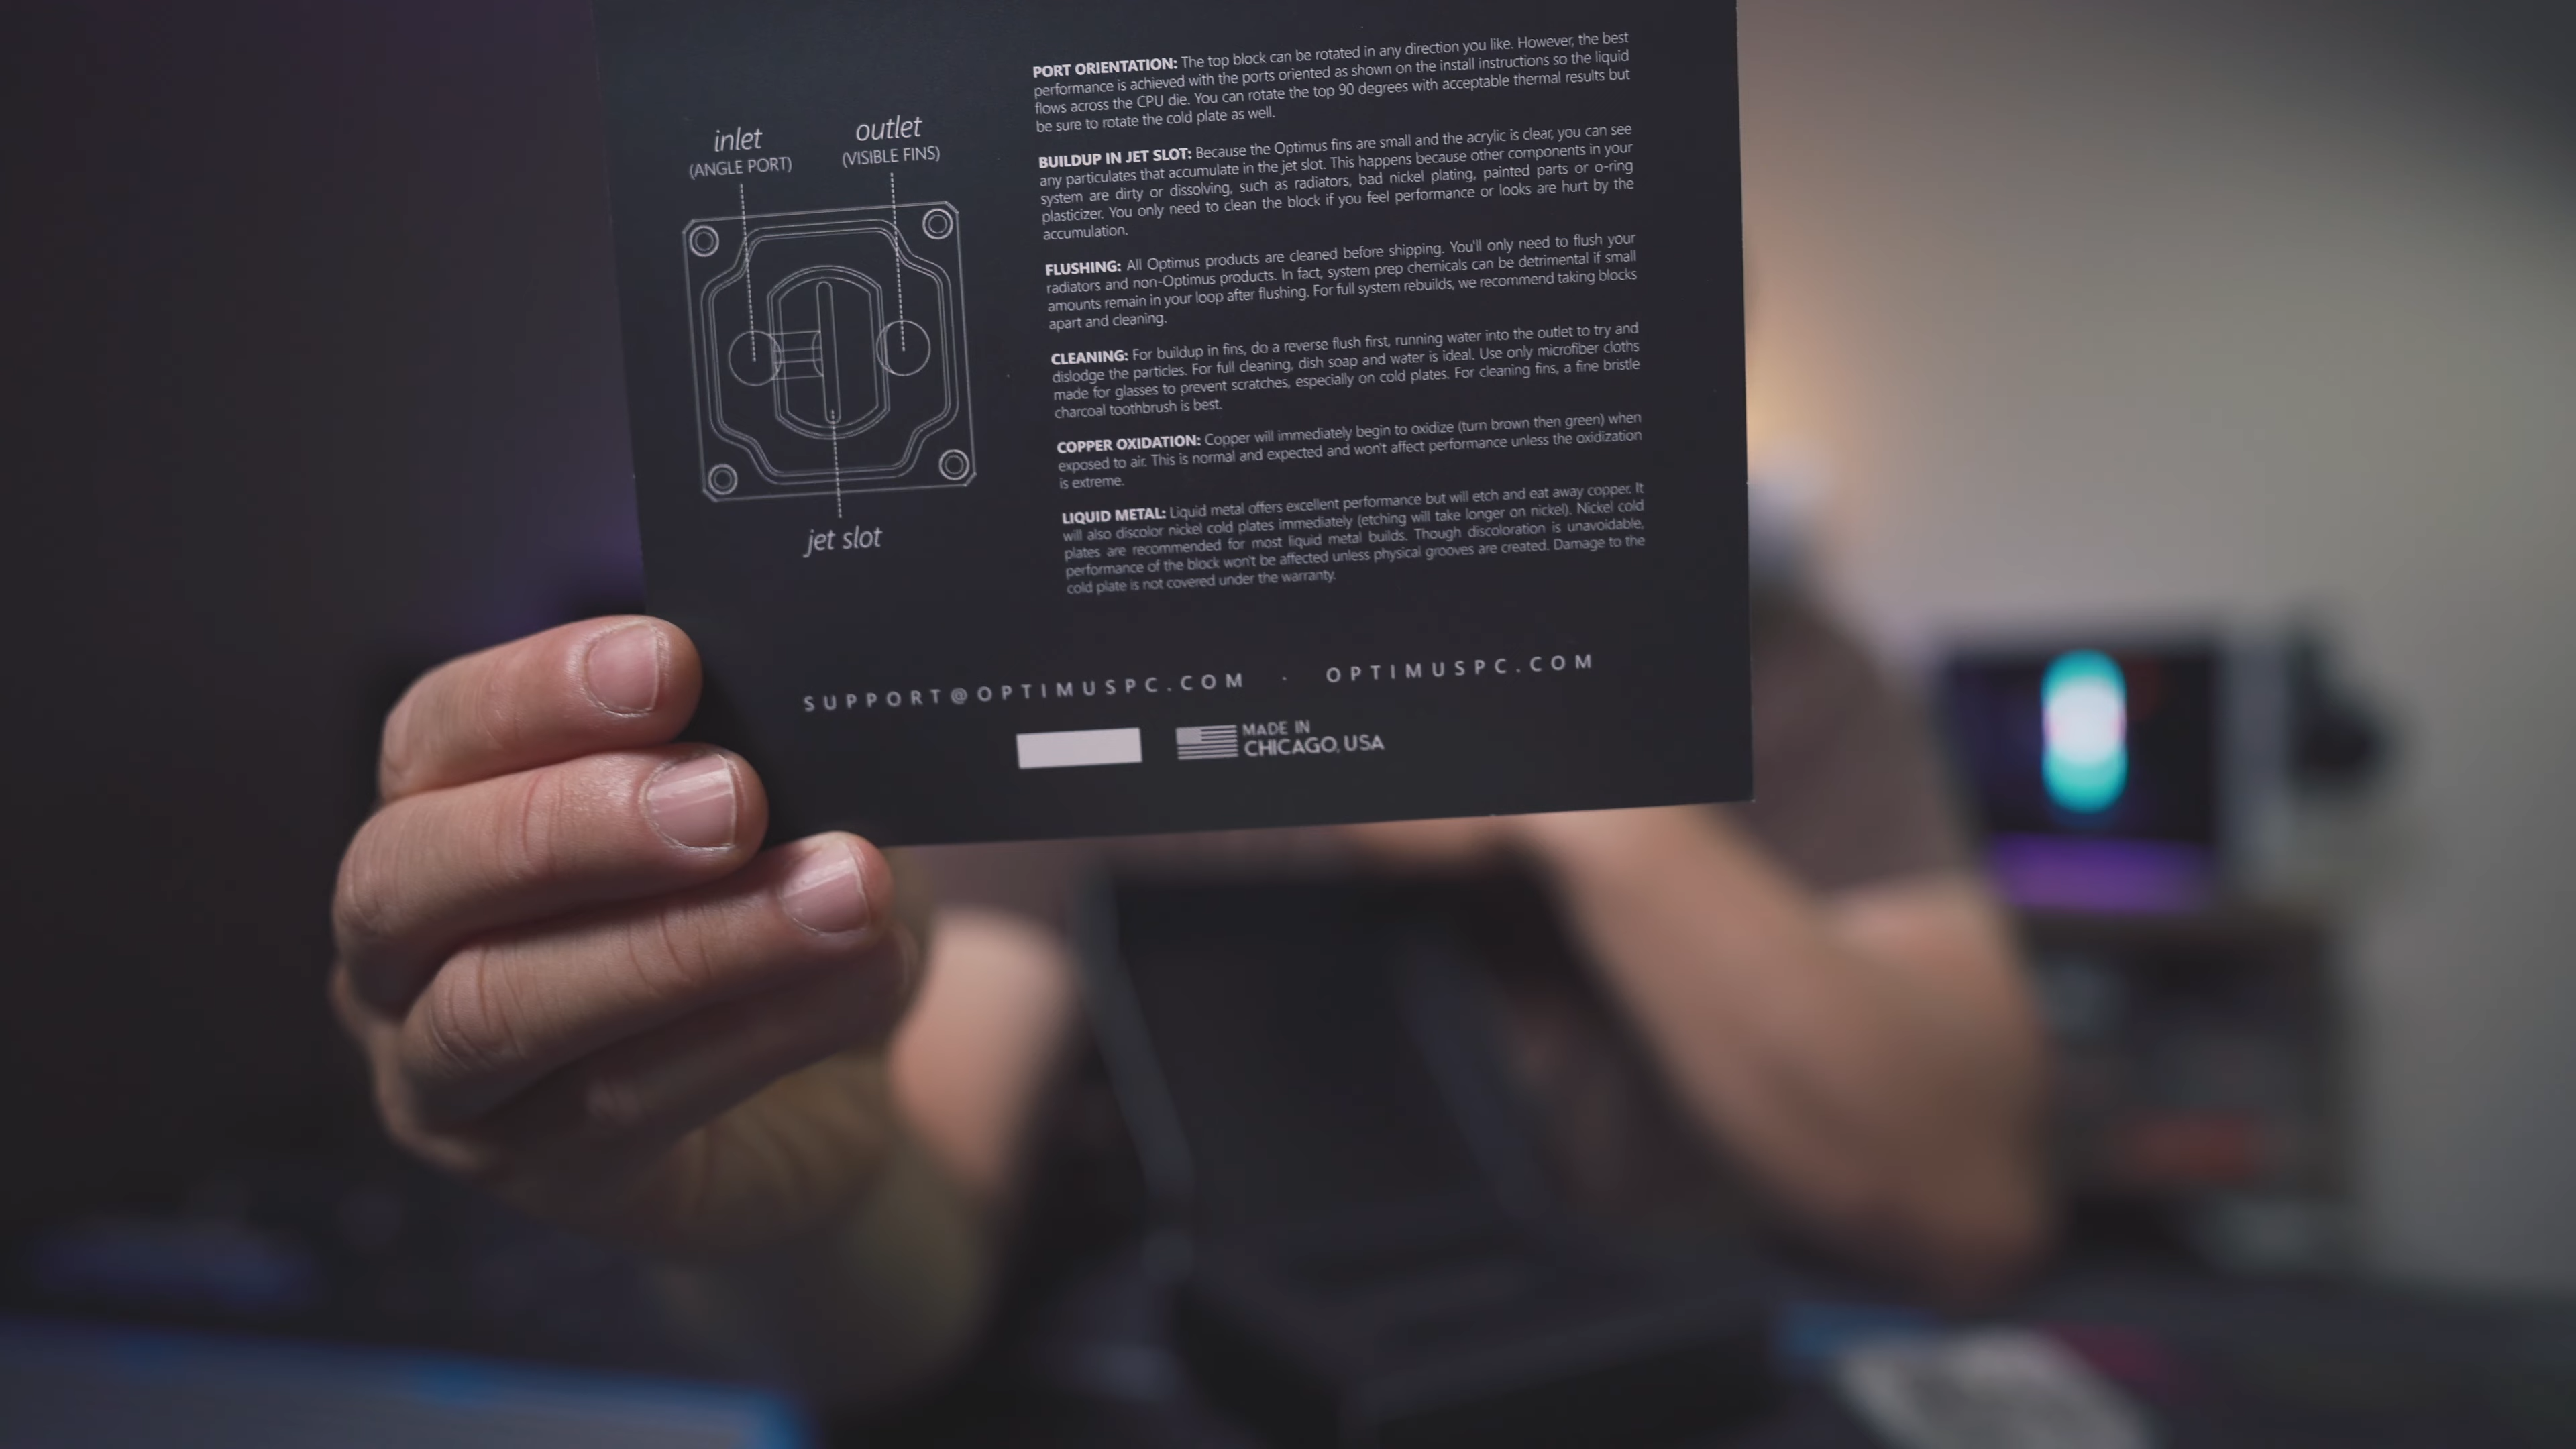 inlet
(ANGLE PORT)
outlet
(VISIBLE FINS)
jet slot
PORT ORIENTATION: The top block can be rotated in any direction you like. However, the best
performance is achieved with the ports oriented as shown on the install instructions so the liquid
flows across the CPU die. You can rotate the top 90 degrees with acceptable thermal results but
be sure to rotate the cold plate as well.
BUILDUP IN JET SLOT: Because the Optimus fins are small and the acrylic is clear, you can see
any particulates that accumulate in the jet slot. This happens because other components in your
system are dirty or dissolving, such as radiators, bad nickel plating, painted parts or o-ring
plasticizer. You only need to clean the block if you feel performance or looks are hurt by the
accumulation.
FLUSHING: All Optimus products are cleaned before shipping. You'll only need to flush your
radiators and non-Optimus products. In fact, system prep chemicals can be detrimental if small
amounts remain in your loop after flushing. For full system rebuilds, we recommend taking blocks
apart and cleaning.
CLEANING: For buildup in fins, do a reverse flush first, running water into the outlet to try and
dislodge the particles. For full cleaning, dish soap and water is ideal. Use only microfiber cloths
made for glasses to prevent scratches, especially on cold plates. For cleaning fins, a fine bristle
charcoal toothbrush is best.
COPPER OXIDATION: Copper will immediately begin to oxidize (turn brown then green) when
exposed to air. This is normal and expected and won't affect performance unless the oxidization
is extreme.
LIQUID METAL: Liquid metal offers excellent performance but will etch and eat away copper. It
will also discolor nickel cold plates immediately (etching will take longer on nickel). Nickel cold
plates are recommended for most liquid metal builds. Though discoloration is unavoidable,
performance of the block won't be affected unless physical grooves are created. Damage to the
cold plate is not covered under the warranty.
SUPPORT@OPTIMUSPC.COM · OPTIMUSPC.COM
MADE IN
CHICAGO, USA